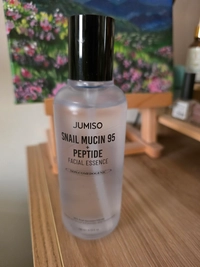 JUMISO
SNAIL MUCIN 95
+
PEPTIDE
FACIAL ESSENCE